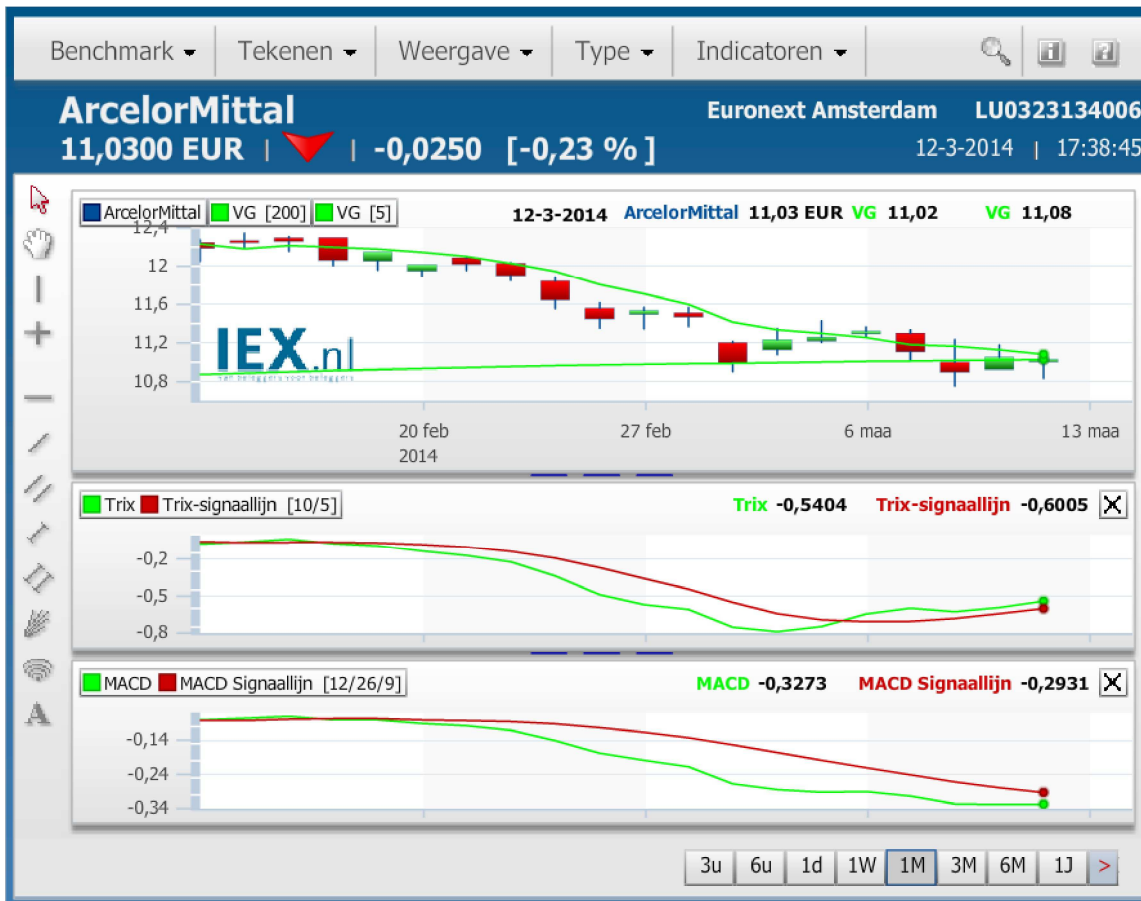 Benchmark Tekenen Weergave Type Indicatoren
ArcelorMittal Euronext Amsterdam LU0323134006
11,0300 EUR | | -0,0250 [-0,23 %] 12-3-2014 | 17:38:45
ArcelorMittal VG [200] VG [5] 12-3-2014 ArcelorMittal 11,03 EUR VG 11,02 VG 11,08
12,4
12
11,6
11,2
10,8
IEX.nl
van beleggers voor beleggers
20 feb 27 feb 6 maa 13 maa
2014
Trix Trix-signaallijn [10/5] Trix -0,5404 Trix-signaallijn -0,6005
-0,2
-0,5
-0,8
MACD MACD Signaallijn [12/26/9] MACD -0,3273 MACD Signaallijn -0,2931
-0,14
-0,24
-0,34
A
3u 6u 1d 1W 1M 3M 6M 1J >